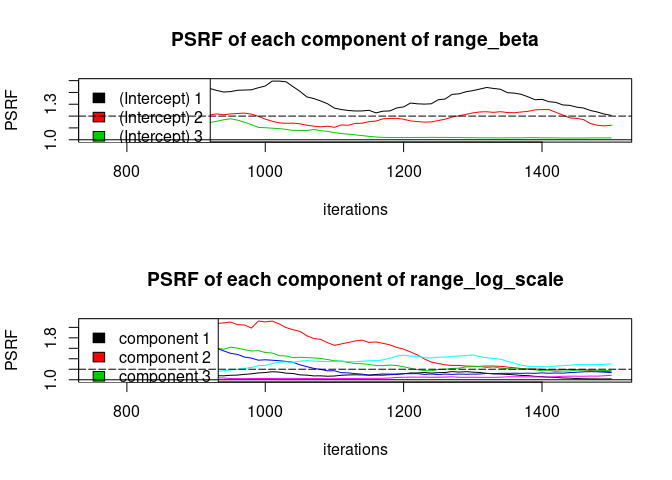 PSRF of each component of range_beta
PSRF
1.3
1.0
(Intercept) 1
(Intercept) 2
(Intercept) 3
800
1000
1200
1400
iterations
PSRF of each component of range_log_scale
PSRF
1.8
1.0
component 1
component 2
component 3
800
1000
1200
1400
iterations